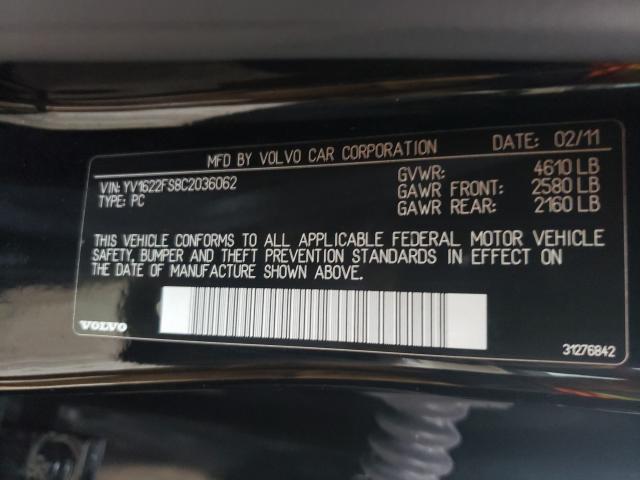 MFD BY VOLVO CAR CORPORATION DATE: 02/11
VIN: YV1622FS8C2036062 GVWR: 4610 LB
TYPE: PC GAWR FRONT: 2580 LB
GAWR REAR: 2160 LB
THIS VEHICLE CONFORMS TO ALL APPLICABLE FEDERAL MOTOR VEHICLE
SAFETY, BUMPER AND THEFT PREVENTION STANDARDS IN EFFECT ON
THE DATE OF MANUFACTURE SHOWN ABOVE.
VOLVO 31276842